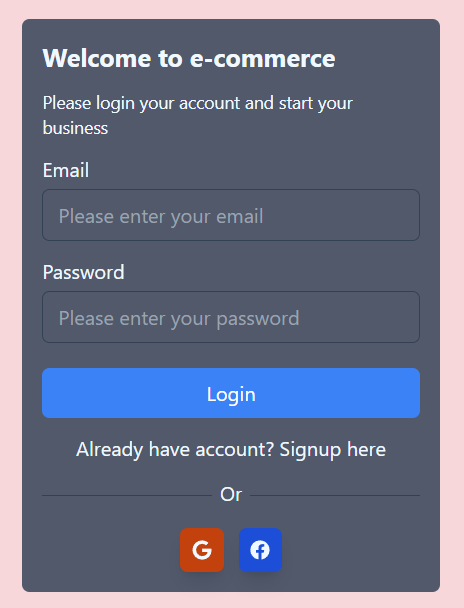 Welcome to e-commerce
Please login your account and start your
business
Email
Please enter your email
Password
Please enter your password
Login
Already have account? Signup here
Or
G